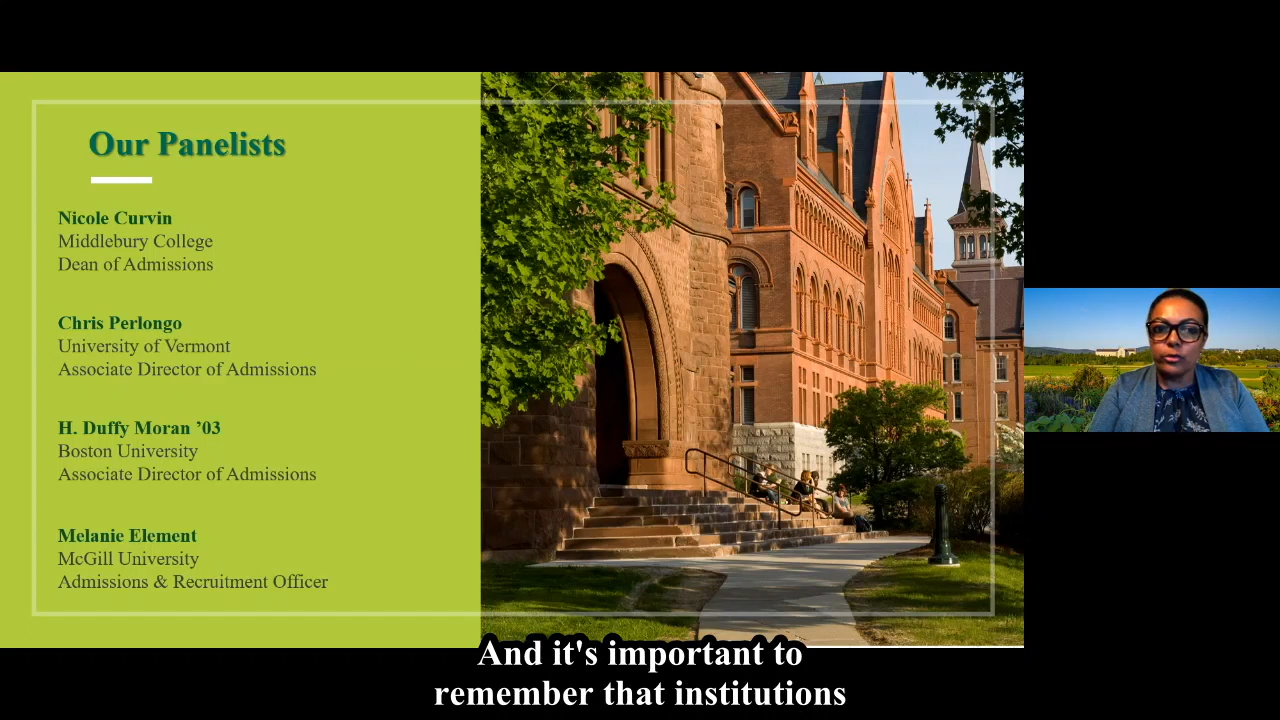 Our Panelists
Nicole Curvin
Middlebury College
Dean of Admissions
Chris Perlongo
University of Vermont
Associate Director of Admissions
H. Duffy Moran ’03
Boston University
Associate Director of Admissions
Melanie Element
McGill University
Admissions & Recruitment Officer
And it's important to
remember that institutions